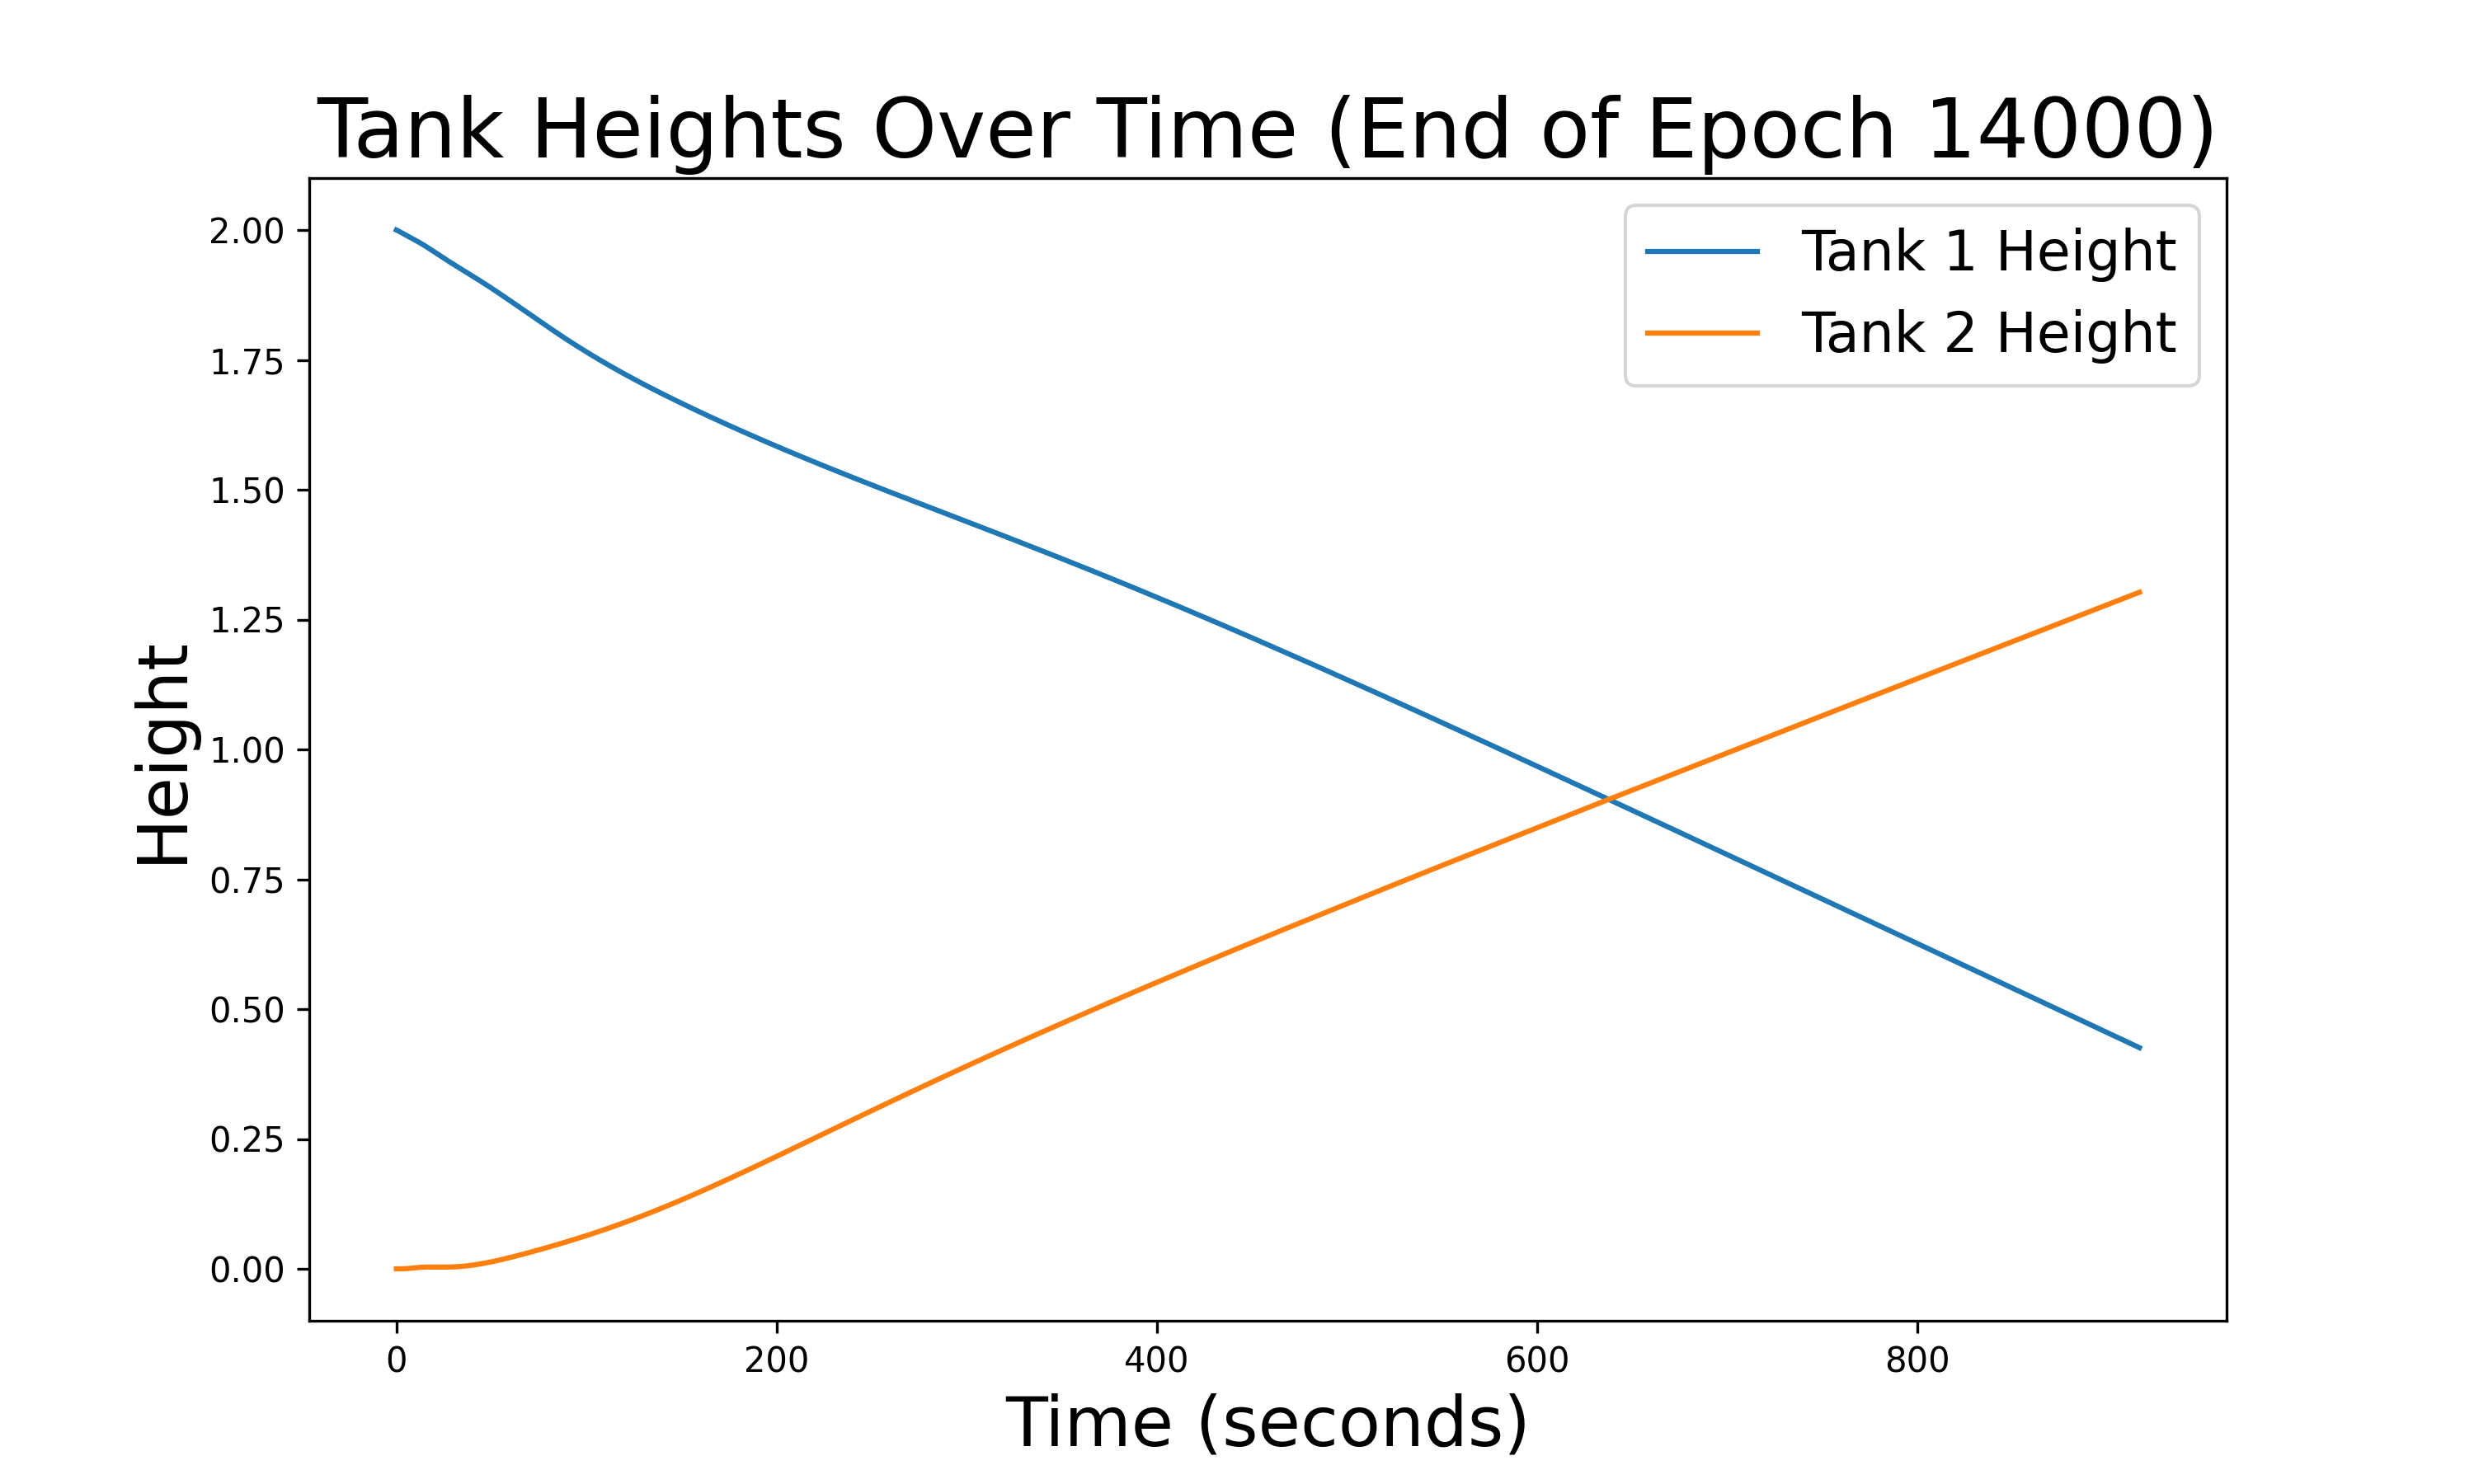 Tank Heights Over Time (End of Epoch 14000)
Tank 1 Height
Tank 2 Height
2.00
1.75
1.50
1.25
1.00
0.75
0.50
0.25
0.00
Height
0 200 400 600 800
Time (seconds)